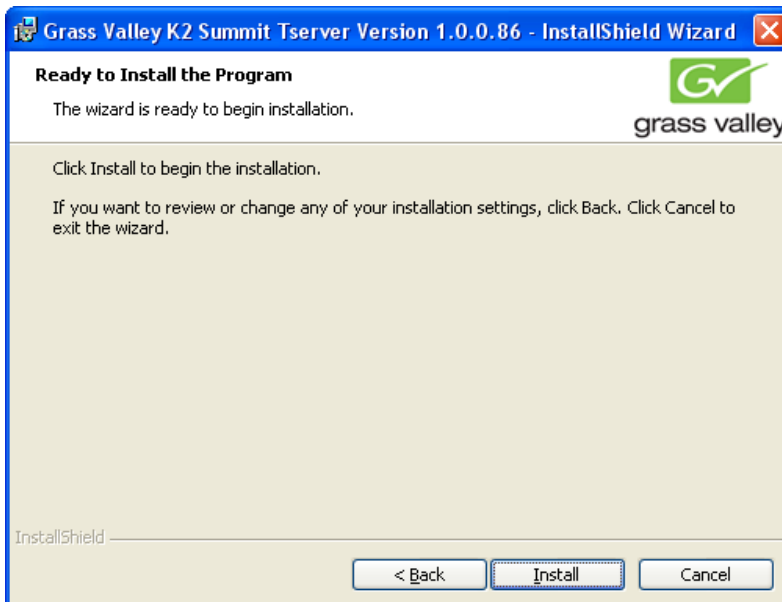 Grass Valley K2 Summit Tserver Version 1.0.0.86 - InstallShield Wizard
Ready to Install the Program
The wizard is ready to begin installation.
GV
grass valley
Click Install to begin the installation.
If you want to review or change any of your installation settings, click Back. Click Cancel to
exit the wizard.
InstallShield
< Back
Install
Cancel